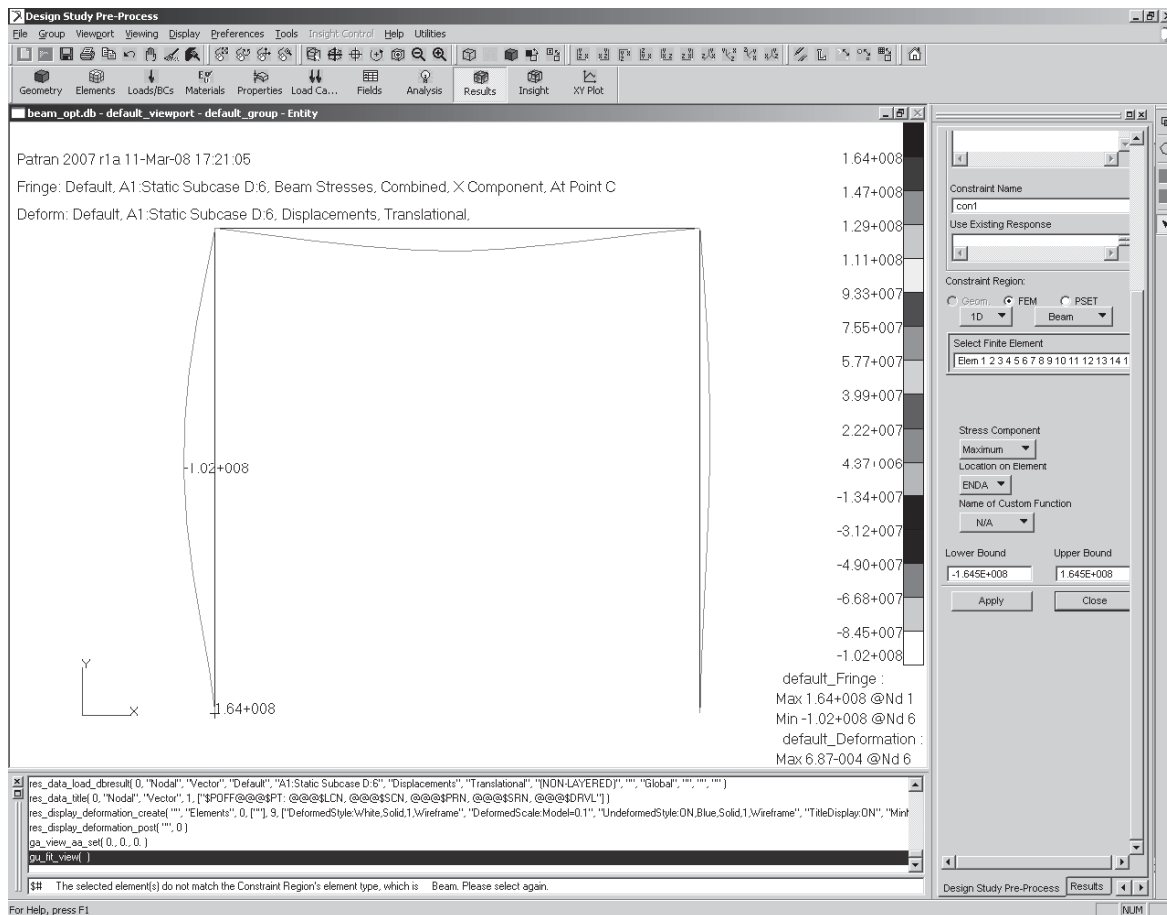 Design Study Pre-Process
File Group Viewport Viewing Display Preferences Tools Insight Control Help Utilities
Geometry Elements Loads/BCs Materials Properties Load Ca... Fields Analysis Results Insight XY Plot
beam_opt.db - default_viewport - default_group - Entity
Patran 2007 r1a 11-Mar-08 17:21:05
Fringe: Default, A1:Static Subcase D:6, Beam Stresses, Combined, X Component, At Point C
Deform: Default, A1:Static Subcase D:6, Displacements, Translational,
1.64+008
1.47+008
1.29+008
1.11+008
9.33+007
7.55+007
5.77+007
3.99+007
2.22+007
4.37+006
-1.34+007
-3.12+007
-4.90+007
-6.68+007
-8.45+007
-1.02+008
-1.02+008
1.64+008
Y
X
default_Fringe :
Max 1.64+008 @Nd 1
Min -1.02+008 @Nd 6
default_Deformation :
Max 6.87-004 @Nd 6
Constraint Name
con1
Use Existing Response
Constraint Region:
Geom. FEM PSET
1D Beam
Select Finite Element
Elem 1 2 3 4 5 6 7 8 9 10 11 12 13 14 1
Stress Component
Maximum
Location on Element
ENDA
Name of Custom Function
N/A
Lower Bound Upper Bound
-1.645E+008 1.645E+008
Apply Close
Design Study Pre-Process Results
res_data_load_dbresult( 0, "Nodal", "Vector", "Default", "A1:Static Subcase D:6", "Displacements", "Translational", "(NON-LAYERED)", "", "Global", "", "", "" )
res_data_title( 0, "Nodal", "Vector", 1, ["$POFF@@@$PT: @@@$LCN, @@@$SCN, @@@$PRN, @@@$SRN, @@@$DRVL"] )
res_display_deformation_create( "", "Elements", 0, [""], 9, ["DeformedStyle:White,Solid,1,Wireframe", "DeformedScale:Model=0.1", "UndeformedStyle:ON,Blue,Solid,1,Wireframe", "TitleDisplay:ON",
res_display_deformation_post( "", 0 )
ga_view_aa_set( 0., 0., 0. )
gu_fit_view( )
$# The selected element(s) do not match the Constraint Region's element type, which is Beam. Please select again.
For Help, press F1
NUM